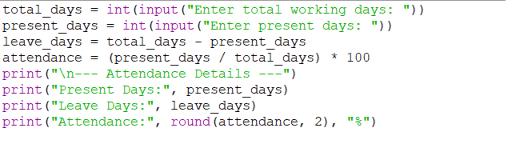 total_days = int(input("Enter total working days: "))
present_days = int(input("Enter present days: "))
leave_days = total_days - present_days
attendance = (present_days / total_days) * 100
print("\n--- Attendance Details ---")
print("Present Days:", present_days)
print("Leave Days:", leave_days)
print("Attendance:", round(attendance, 2), "%")